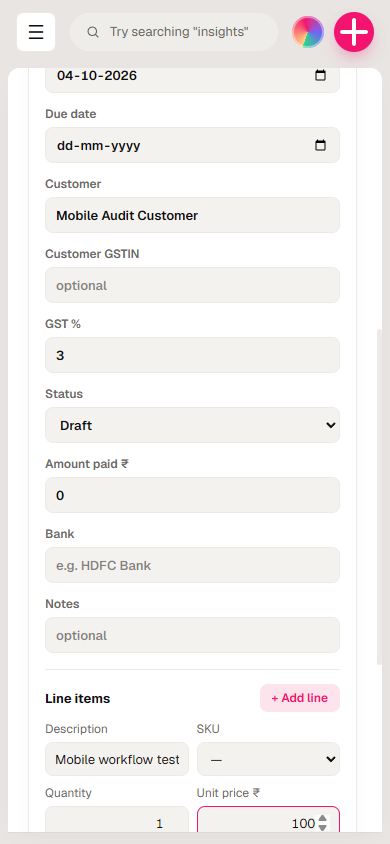 Try searching "insights"
04-10-2026
Due date
dd-mm-yyyy
Customer
Mobile Audit Customer
Customer GSTIN
optional
GST %
3
Status
Draft
Amount paid ₹
0
Bank
e.g. HDFC Bank
Notes
optional
Line items
+ Add line
Description SKU
Mobile workflow test —
Quantity Unit price ₹
1 100